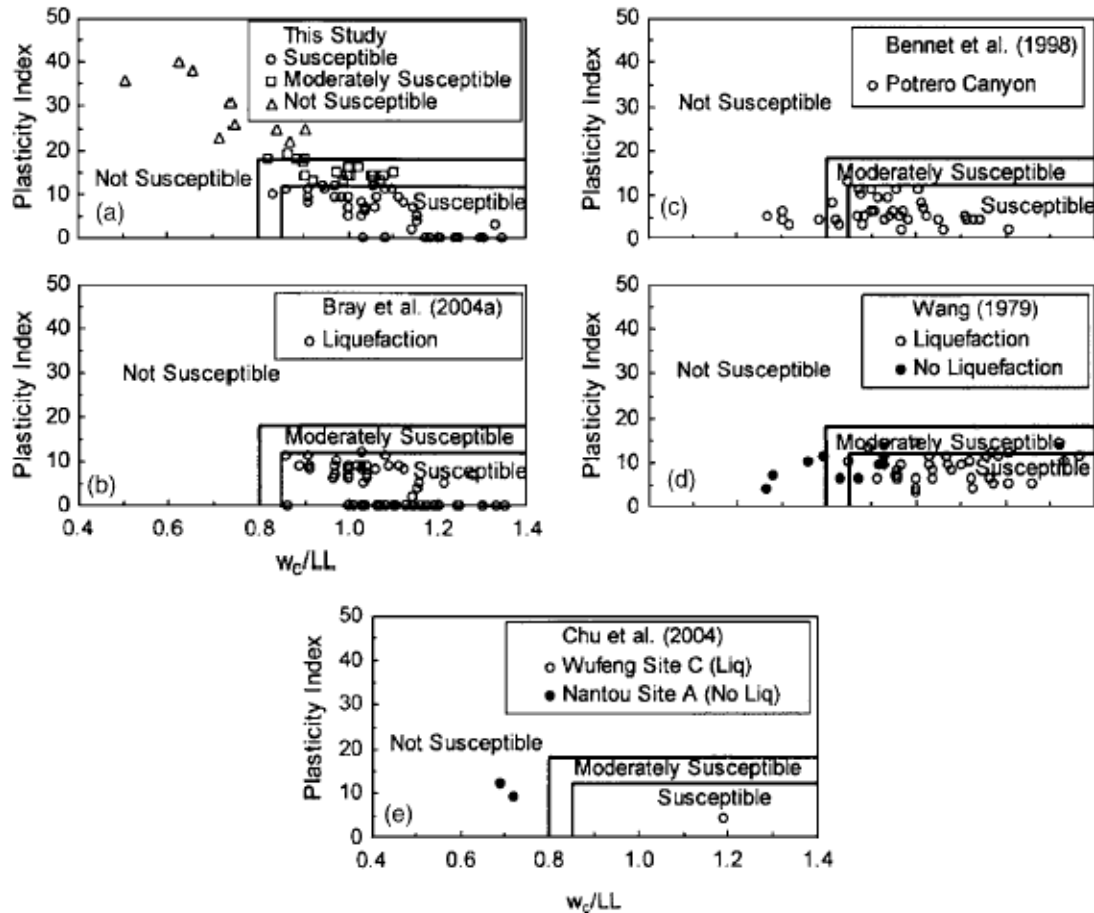 50
40
30
20
10
0
Plasticity Index
This Study
Susceptible
Moderately Susceptible
Not Susceptible
Not Susceptible
Susceptible
(a)
Plasticity Index
50
40
30
20
10
0
Bray et al. (2004a)
Liquefaction
Not Susceptible
Moderately Susceptible
Susceptible
(b)
0.4 0.6 0.8 1.0 1.2 1.4
wc/LL
Plasticity Index
50
40
30
20
10
0
Bennet et al. (1998)
Potrero Canyon
Not Susceptible
Moderately Susceptible
Susceptible
(c)
Plasticity Index
50
40
30
20
10
0
Wang (1979)
Liquefaction
No Liquefaction
Not Susceptible
Moderately Susceptible
Susceptible
(d)
Plasticity Index
50
40
30
20
10
0
Chu et al. (2004)
Wufeng Site C (Liq)
Nantou Site A (No Liq)
Not Susceptible
Moderately Susceptible
Susceptible
(e)
0.4 0.6 0.8 1.0 1.2 1.4
wc/LL